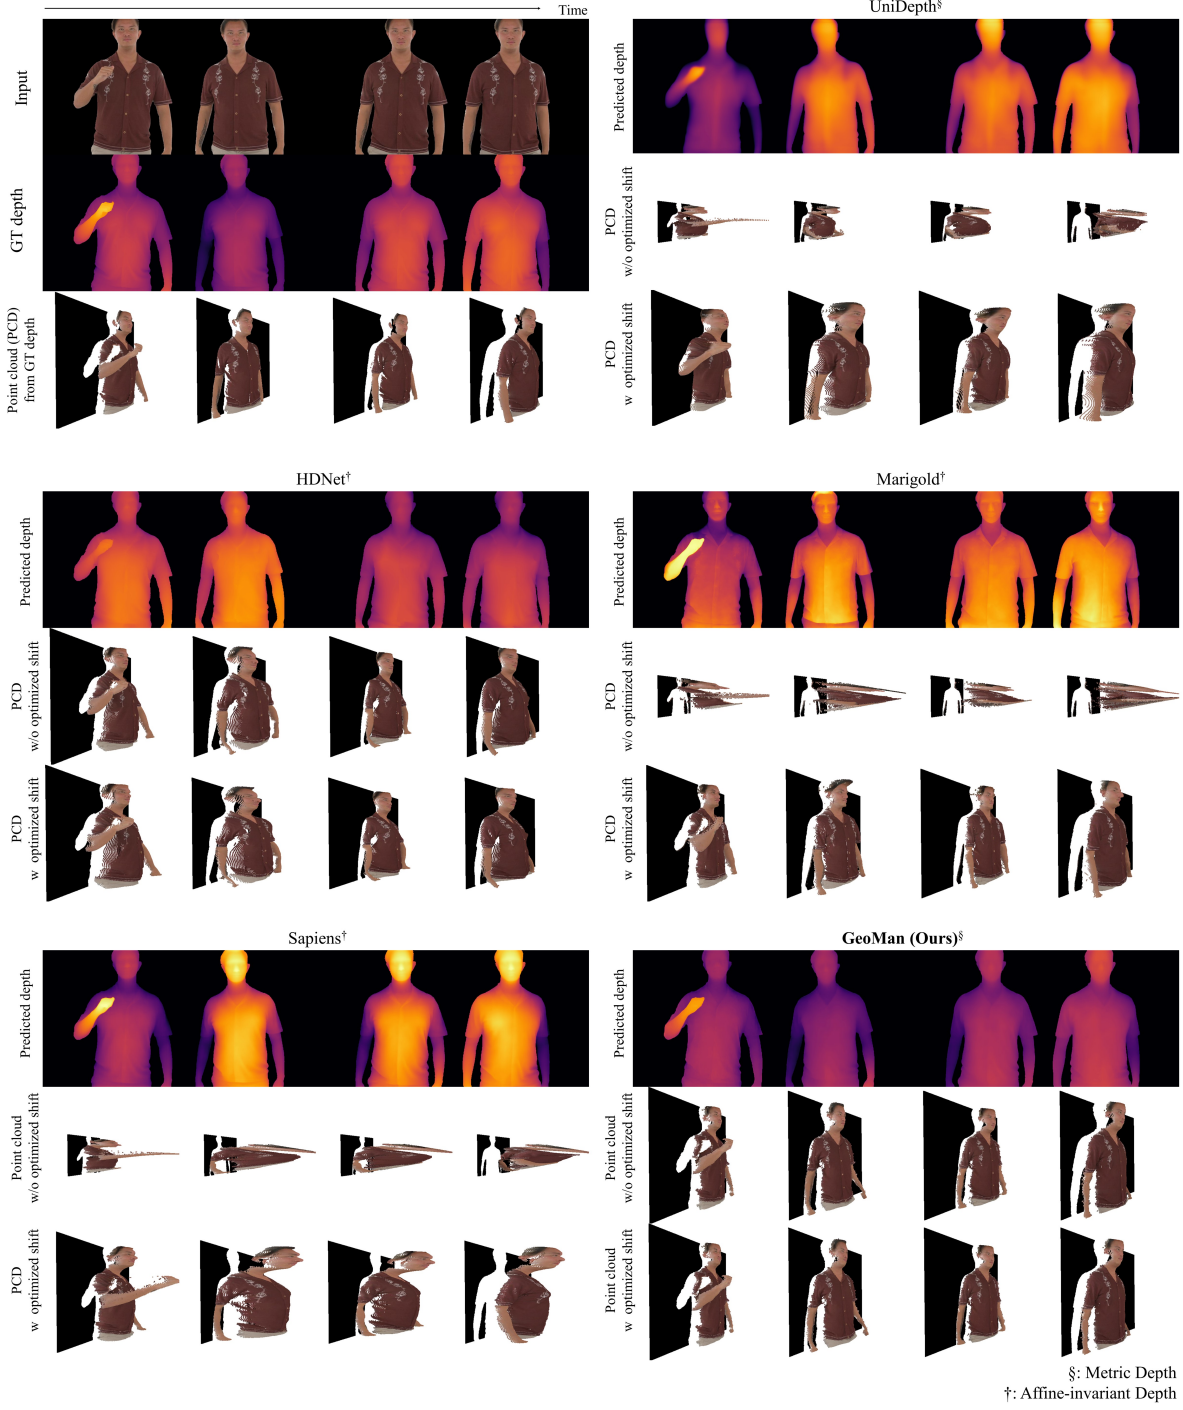 Time
Input
GT depth
Point cloud (PCD)
from GT depth
UniDepth§
Predicted depth
PCD
w/o optimized shift
PCD
w optimized shift
HDNet†
Predicted depth
PCD
w/o optimized shift
PCD
w optimized shift
Marigold†
Predicted depth
PCD
w/o optimized shift
PCD
w optimized shift
Sapiens†
Predicted depth
Point cloud
w/o optimized shift
PCD
w optimized shift
GeoMan (Ours)§
Predicted depth
Point cloud
w/o optimized shift
Point cloud
w optimized shift
§: Metric Depth
†: Affine-invariant Depth